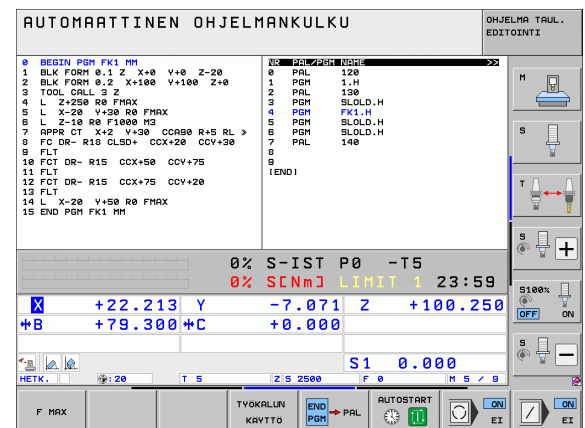 AUTOMAATTINEN OHJELMANKULKU
OHJELMA TAUL.
EDITOINTI
0 BEGIN PGM FK1 MM
1 BLK FORM 0.1 Z X+0 Y+0 Z-20
2 BLK FORM 0.2 X+100 Y+100 Z+0
3 TOOL CALL 3 Z
4 L Z+250 R0 FMAX
5 L X-20 Y+30 R0 FMAX
6 L Z-10 R0 F1000 M3
7 APPR CT X+2 Y+30 CCA90 R+5 RL »
8 FC DR- R18 CLSD+ CCX+20 CCY+30
9 FLT
10 FCT DR- R15 CCX+50 CCY+75
11 FLT
12 FCT DR- R15 CCX+75 CCY+20
13 FLT
14 L X-20 Y+50 R0 FMAX
15 END PGM FK1 MM
NR PAL/PGM NAME >>
0 PAL 120
1 PGM 1.H
2 PAL 130
3 PGM SLOLD.H
4 PGM FK1.H
5 PGM SLOLD.H
6 PGM SLOLD.H
7 PAL 140
8
9
[END]
0% S-IST P0 -T5
0% S[Nm] LIMIT 1 23:59
X +22.213 Y -7.071 Z +100.250
B +79.300 C +0.000
S1 0.000
HETK. : 20 T 5 Z S 2500 F 0 M 5 / 9
M
S
T
S
S100%
OFF ON
S
F MAX
TYÖKALUN
KÄYTTÖ
END
PGM
PAL
AUTOSTART
ON
EI
ON
EI